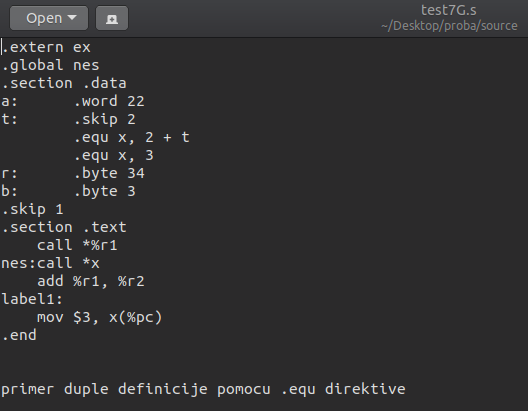 Open
test7G.s
~/Desktop/proba/source
.extern ex
.global nes
.section .data
a:      .word 22
t:      .skip 2
        .equ x, 2 + t
        .equ x, 3
r:      .byte 34
b:      .byte 3
.skip 1
.section .text
    call *%r1
nes:call *x
    add %r1, %r2
label1:
    mov $3, x(%pc)
.end
primer duple definicije pomocu .equ direktive